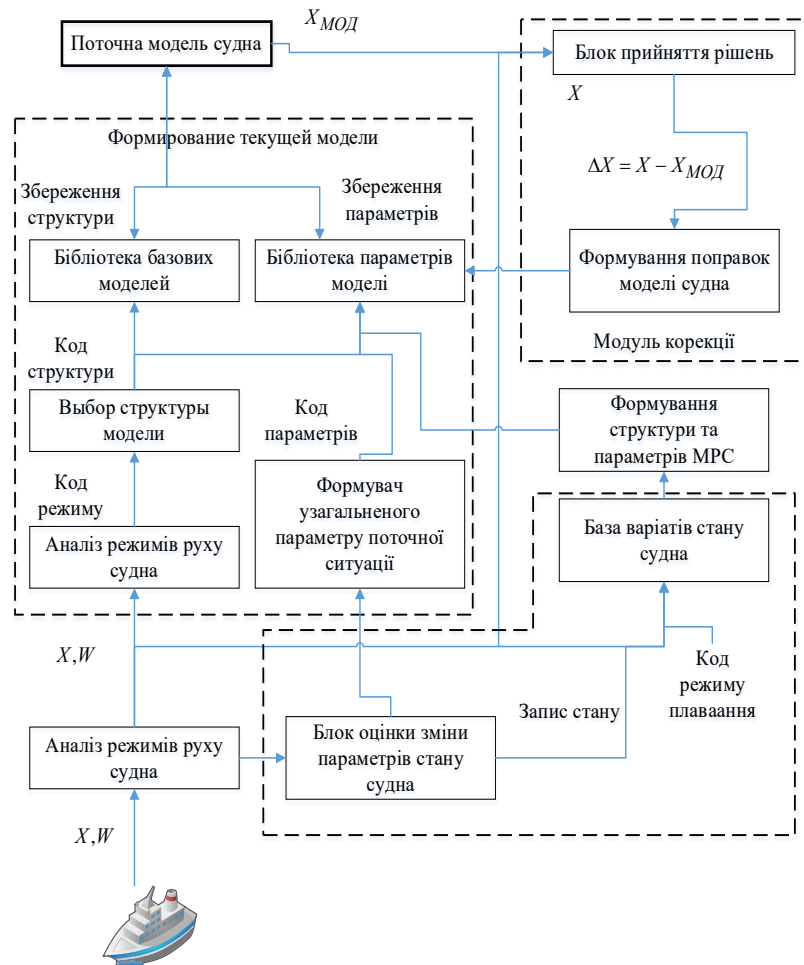 Поточна модель судна
X_МОД
Блок прийняття рішень
X
ΔX = X − X_МОД
Формирование текущей модели
Збереження
структури
Збереження
параметрів
Бібліотека базових
моделей
Бібліотека параметрів
моделі
Формування поправок
моделі судна
Модуль корекції
Код
структури
Выбор структуры
модели
Код
параметрів
Формування
структури та
параметрів МРС
Код
режиму
Формувач
узагальненого
параметру поточної
ситуації
Аналіз режимів руху
судна
База варіатів стану
судна
X,W
Код
режиму
плаваання
Запис стану
Аналіз режимів руху
судна
Блок оцінки зміни
параметрів стану
судна
X,W